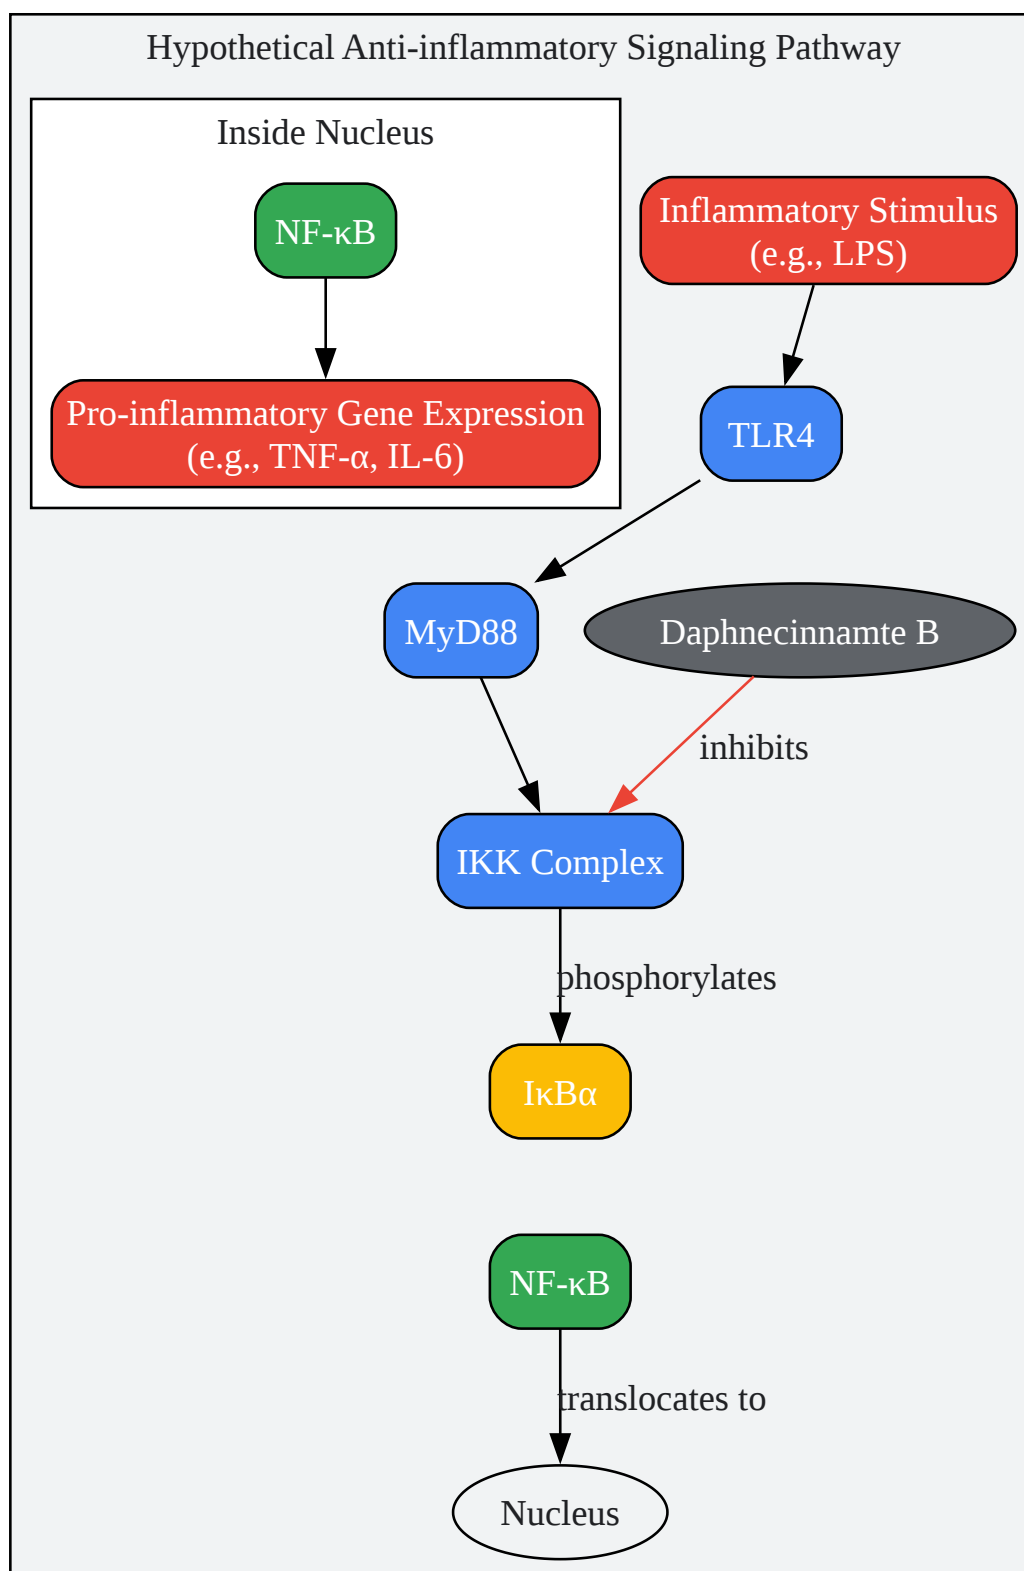 Hypothetical Anti-inflammatory Signaling Pathway
Inside Nucleus
NF-κB
Inflammatory Stimulus
(e.g., LPS)
Pro-inflammatory Gene Expression
(e.g., TNF-α, IL-6)
TLR4
MyD88
Daphnecinnamte B
inhibits
IKK Complex
phosphorylates
IκBα
NF-κB
translocates to
Nucleus